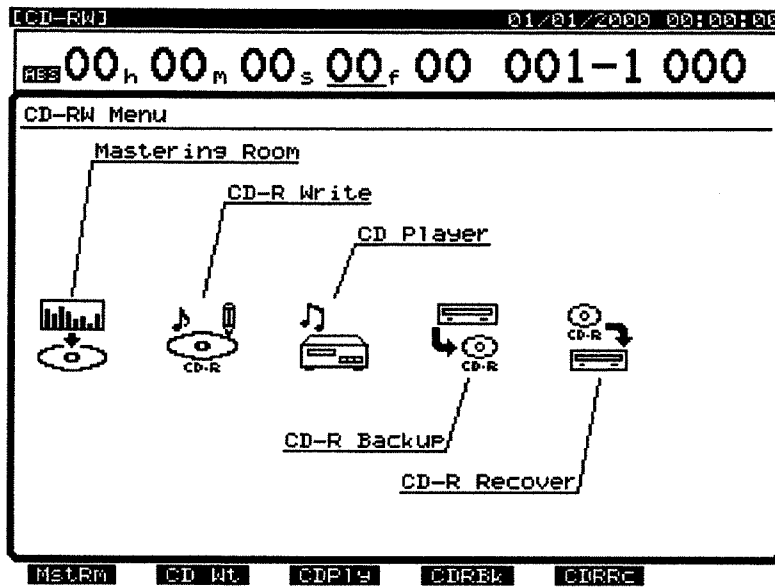 [CD-RW] 01/01/2000 00:00:00
ABS 00h 00m 00s 00f 00 001-1 000
CD-RW Menu
Mastering Room
CD-R Write
CD Player
CD-R
CD-R
CD-R
CD-R Backup
CD-R Recover
MstRm CD Wt CDPly CDRBk CDRRc